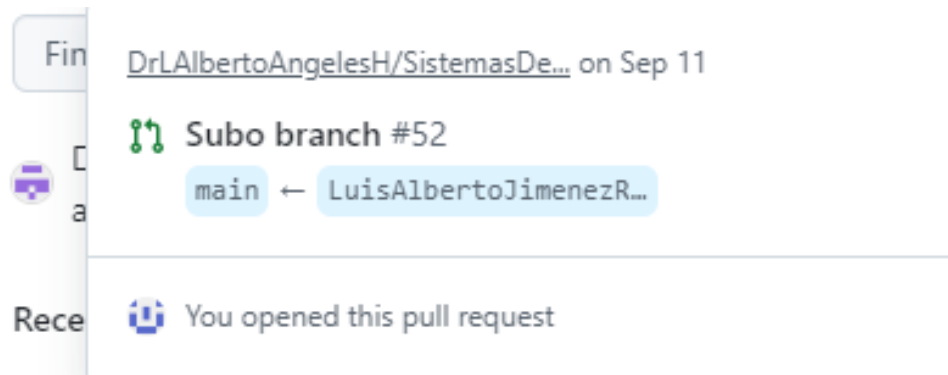 Fin
DrLAlbertoAngelesH/SistemasDe... on Sep 11
Subo branch #52
main ← LuisAlbertoJimenezR...
a
Rece
You opened this pull request